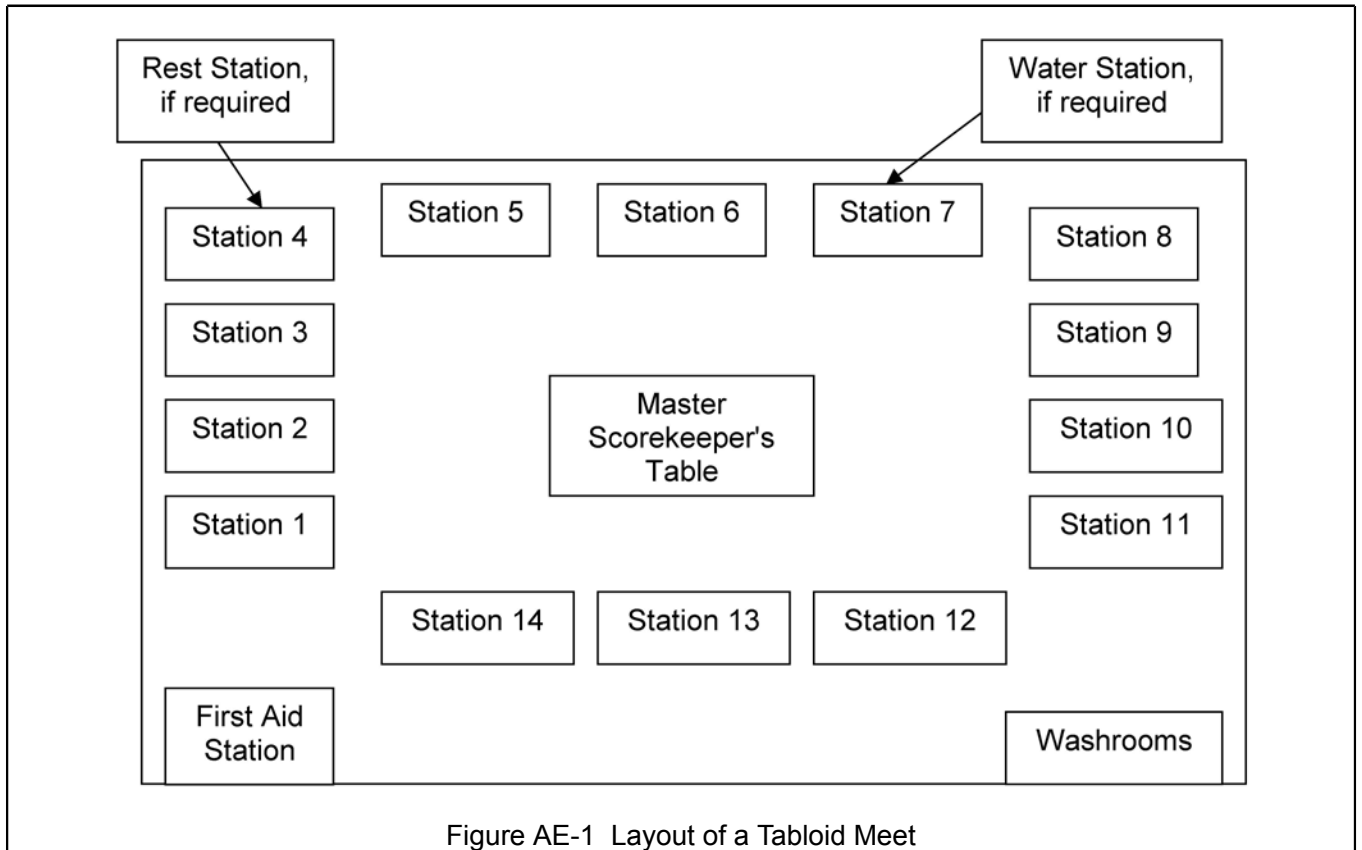 Rest Station,
if required
Water Station,
if required
Station 4
Station 5
Station 6
Station 7
Station 8
Station 3
Station 9
Master
Scorekeeper's
Table
Station 2
Station 10
Station 1
Station 11
Station 14
Station 13
Station 12
First Aid
Station
Washrooms
Figure AE-1 Layout of a Tabloid Meet